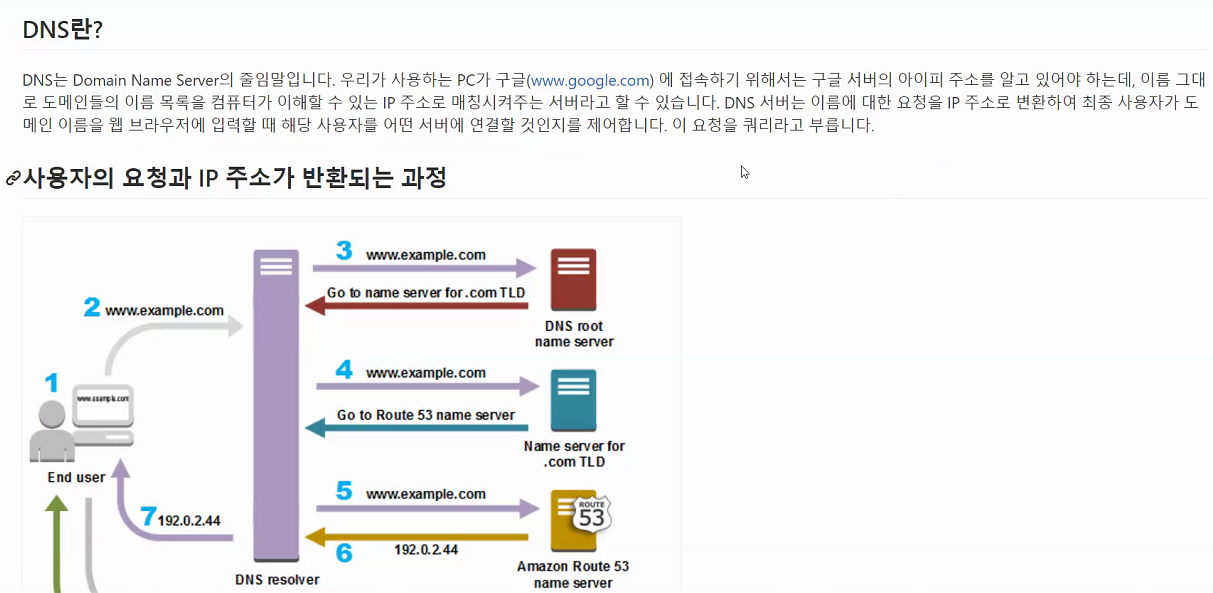 DNS란?
DNS는 Domain Name Server의 줄임말입니다. 우리가 사용하는 PC가 구글(www.google.com) 에 접속하기 위해서는 구글 서버의 아이피 주소를 알고 있어야 하는데, 이름 그대
로 도메인들의 이름 목록을 컴퓨터가 이해할 수 있는 IP 주소로 매칭시켜주는 서버라고 할 수 있습니다. DNS 서버는 이름에 대한 요청을 IP 주소로 변환하여 최종 사용자가 도
메인 이름을 웹 브라우저에 입력할 때 해당 사용자를 어떤 서버에 연결할 것인지를 제어합니다. 이 요청을 쿼리라고 부릅니다.
사용자의 요청과 IP 주소가 반환되는 과정
3 www.example.com
Go to name server for .com TLD
DNS root
name server
2 www.example.com
4 www.example.com
Go to Route 53 name server
Name server for
.com TLD
1
www.example.com
End user
5 www.example.com
ROUTE
53
6 192.0.2.44
Amazon Route 53
name server
7 192.0.2.44
DNS resolver